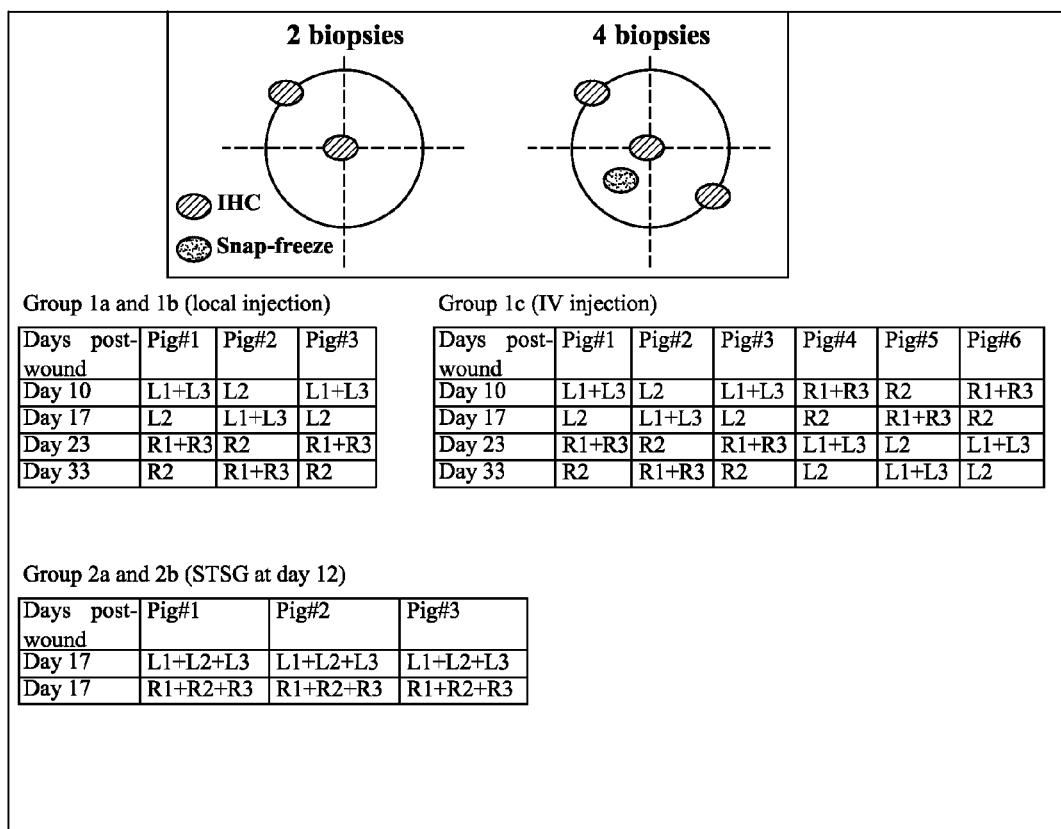 2 biopsies 4 biopsies
IHC
Snap-freeze
Group 1a and 1b (local injection)
Days post-wound Pig#1 Pig#2 Pig#3
Day 10 L1+L3 L2 L1+L3
Day 17 L2 L1+L3 L2
Day 23 R1+R3 R2 R1+R3
Day 33 R2 R1+R3 R2
Group 1c (IV injection)
Days post-wound Pig#1 Pig#2 Pig#3 Pig#4 Pig#5 Pig#6
Day 10 L1+L3 L2 L1+L3 R1+R3 R2 R1+R3
Day 17 L2 L1+L3 L2 R2 R1+R3 R2
Day 23 R1+R3 R2 R1+R3 L1+L3 L2 L1+L3
Day 33 R2 R1+R3 R2 L2 L1+L3 L2
Group 2a and 2b (STSG at day 12)
Days post-wound Pig#1 Pig#2 Pig#3
Day 17 L1+L2+L3 L1+L2+L3 L1+L2+L3
Day 17 R1+R2+R3 R1+R2+R3 R1+R2+R3